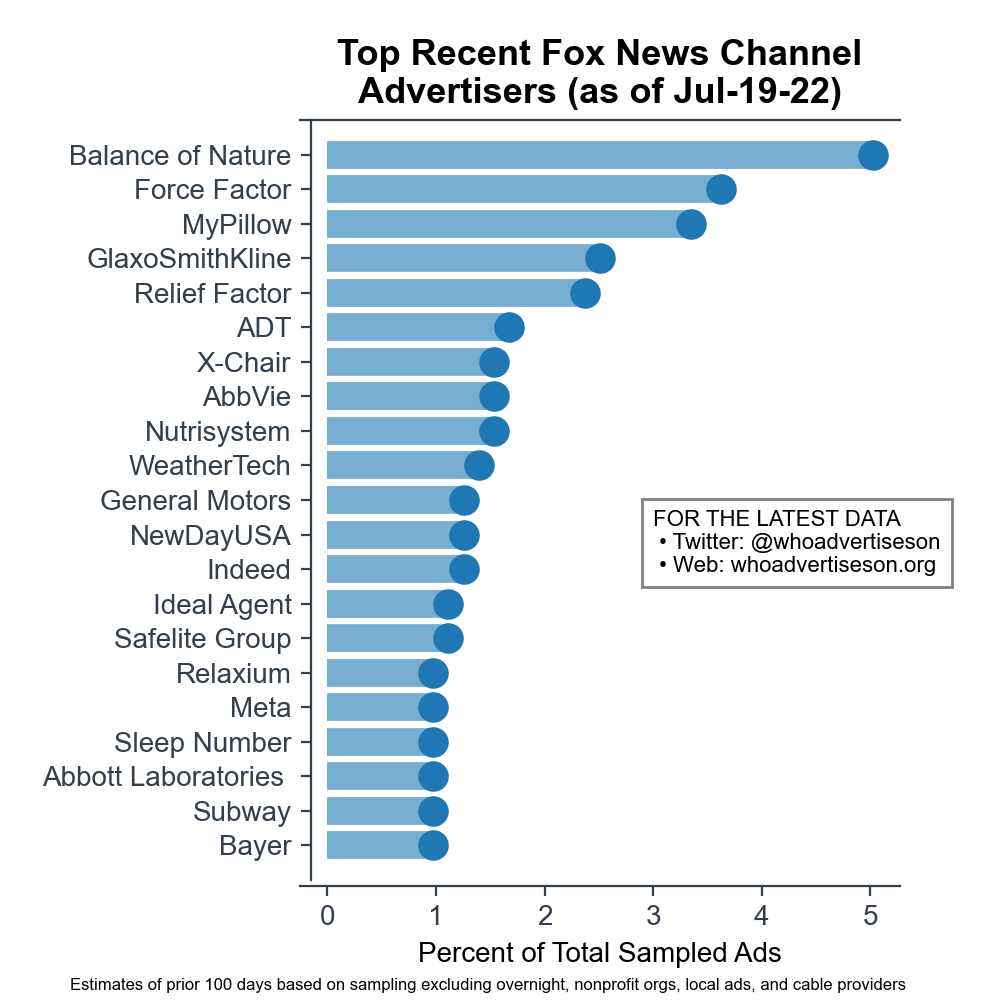 Top Recent Fox News Channel
Advertisers (as of Jul-19-22)
Balance of Nature
Force Factor
MyPillow
GlaxoSmithKline
Relief Factor
ADT
X-Chair
AbbVie
Nutrisystem
WeatherTech
General Motors
NewDayUSA
Indeed
Ideal Agent
Safelite Group
Relaxium
Meta
Sleep Number
Abbott Laboratories
Subway
Bayer
FOR THE LATEST DATA
• Twitter: @whoadvertiseson
• Web: whoadvertiseson.org
0 1 2 3 4 5
Percent of Total Sampled Ads
Estimates of prior 100 days based on sampling excluding overnight, nonprofit orgs, local ads, and cable providers